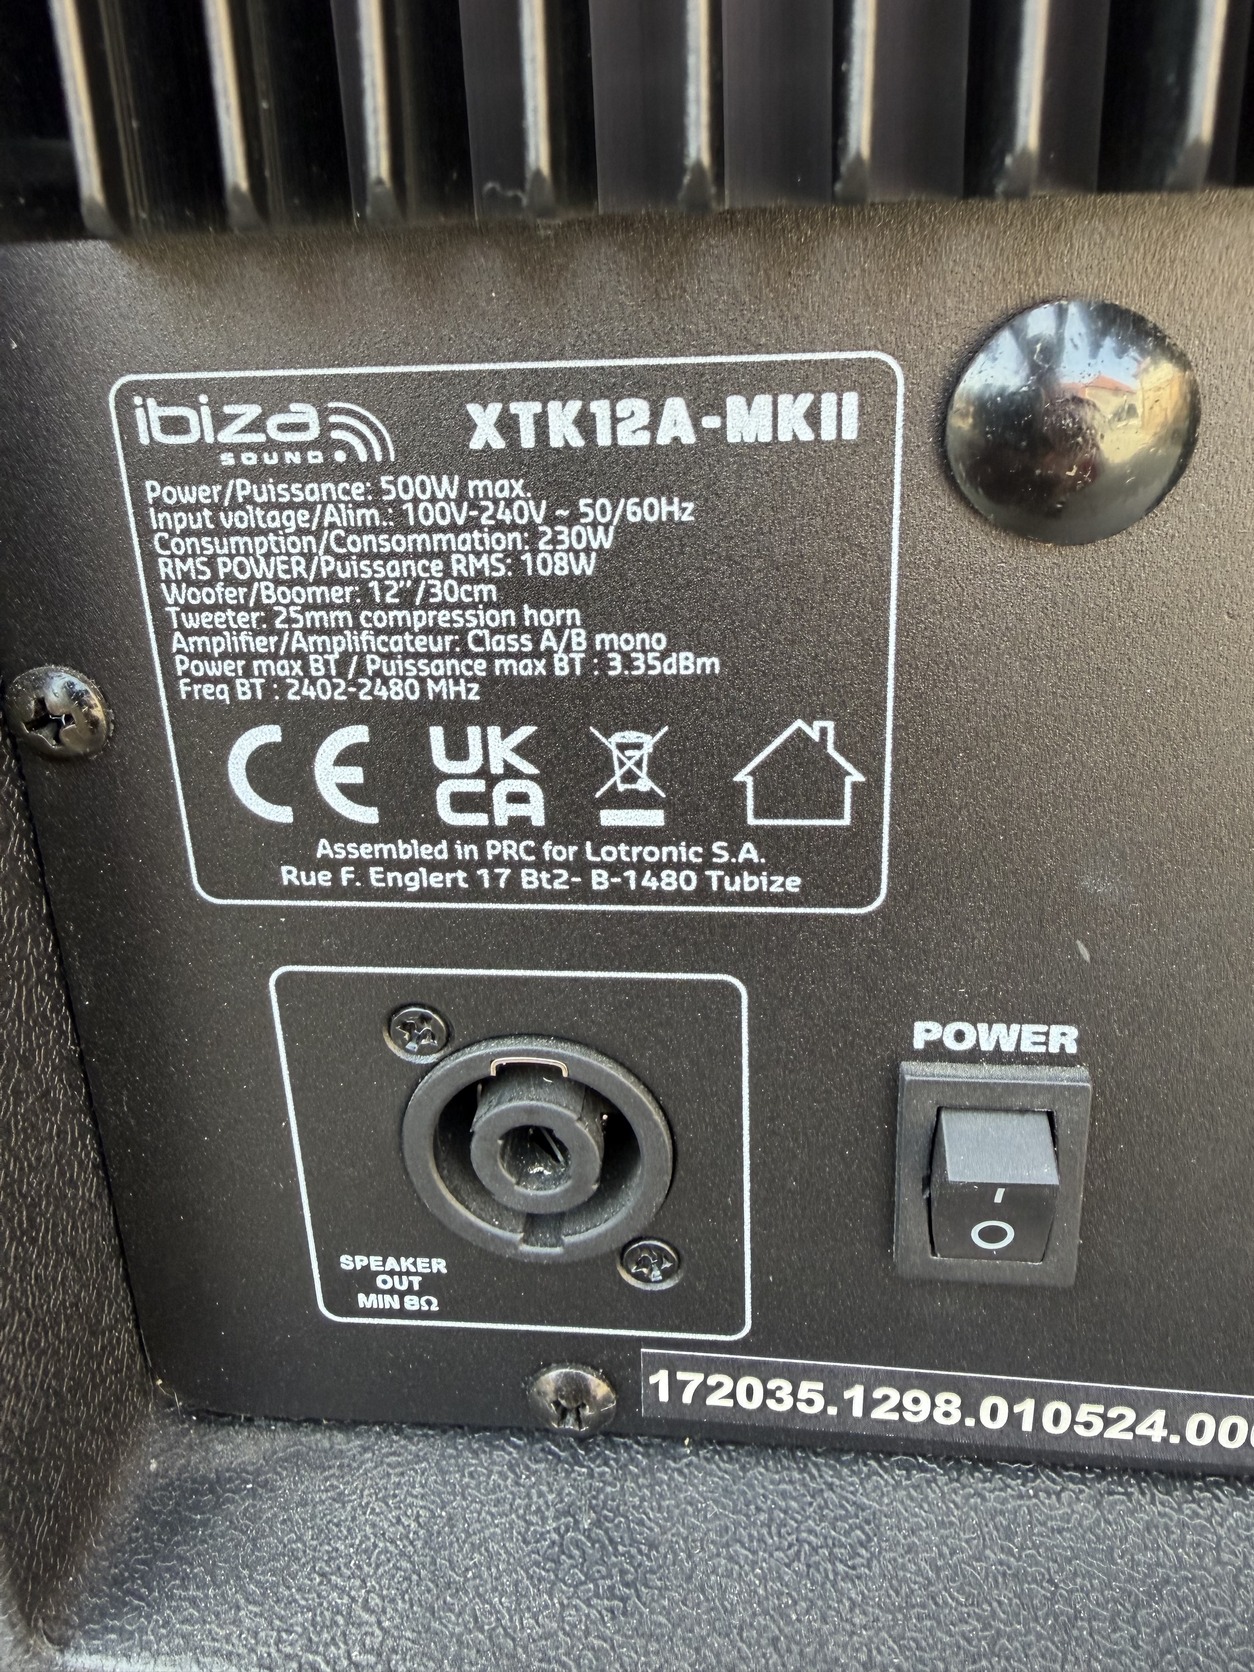 ibiza
SOUND
XTK12A-MKII
Power/Puissance: 500W max.
Input voltage/Alim.: 100V-240V ~ 50/60Hz
Consumption/Consommation: 230W
RMS POWER/Puissance RMS: 108W
Woofer/Boomer: 12"/30cm
Tweeter: 25mm compression horn
Amplifier/Amplificateur: Class A/B mono
Power max BT / Puissance max BT : 3.35dBm
Freq BT : 2402-2480 MHz
CE UK CA
Assembled in PRC for Lotronic S.A.
Rue F. Englert 17 Bt2- B-1480 Tubize
POWER
I
O
SPEAKER
OUT
MIN 8Ω
172035.1298.010524.00